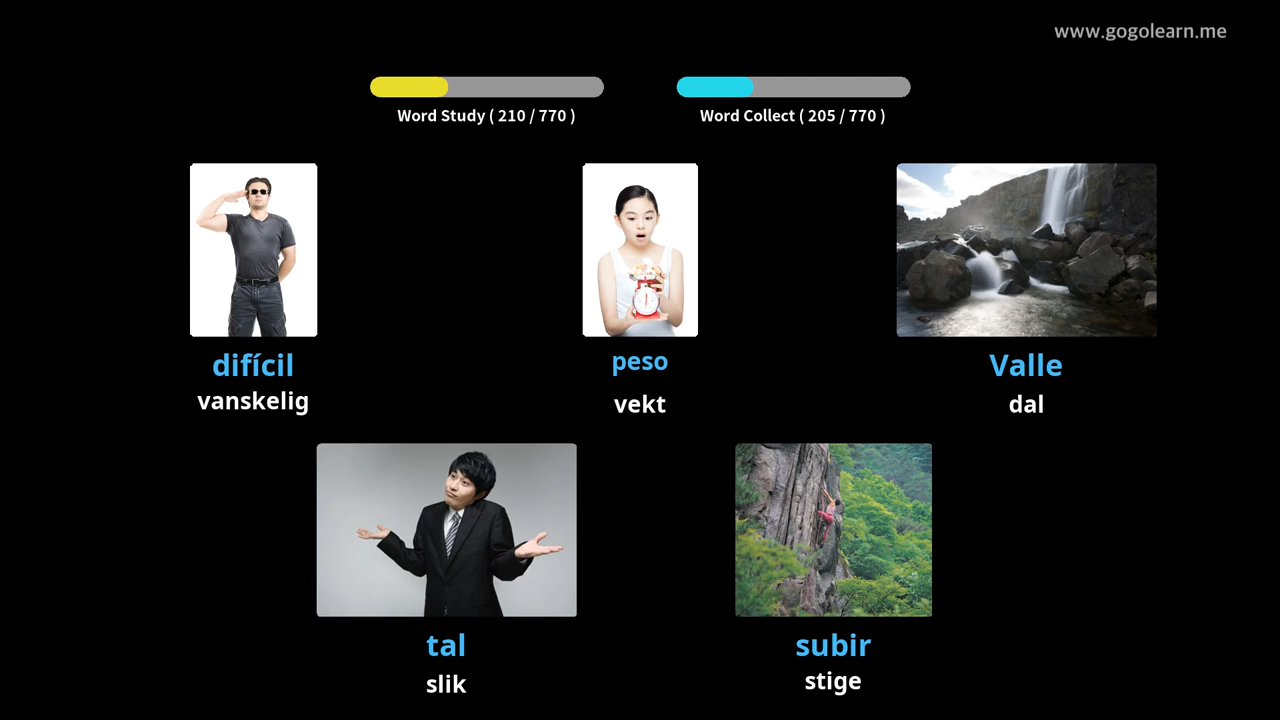 www.gogolearn.me
Word Study ( 210 / 770 )
Word Collect ( 205 / 770 )
difícil
vanskelig
peso
vekt
Valle
dal
tal
slik
subir
stige